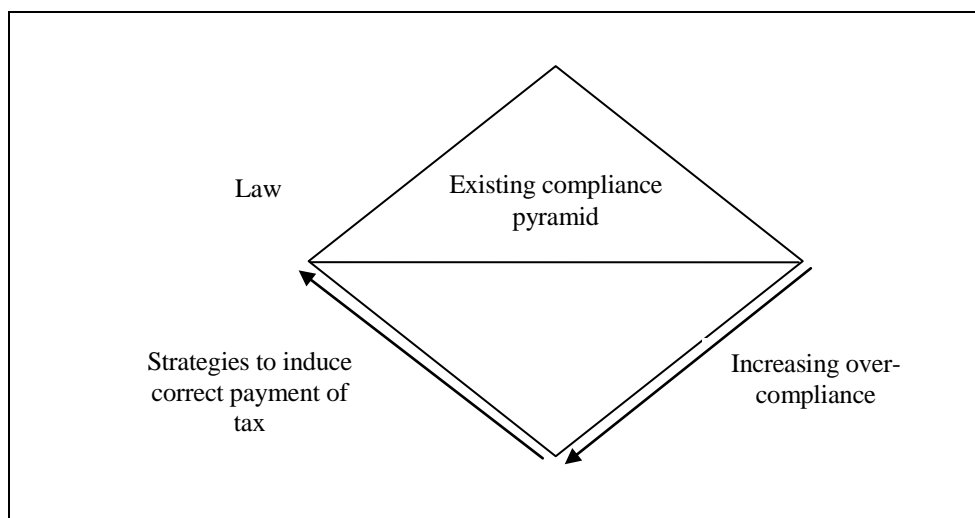 Law
Existing compliance
pyramid
Strategies to induce
correct payment of
tax
Increasing over-
compliance